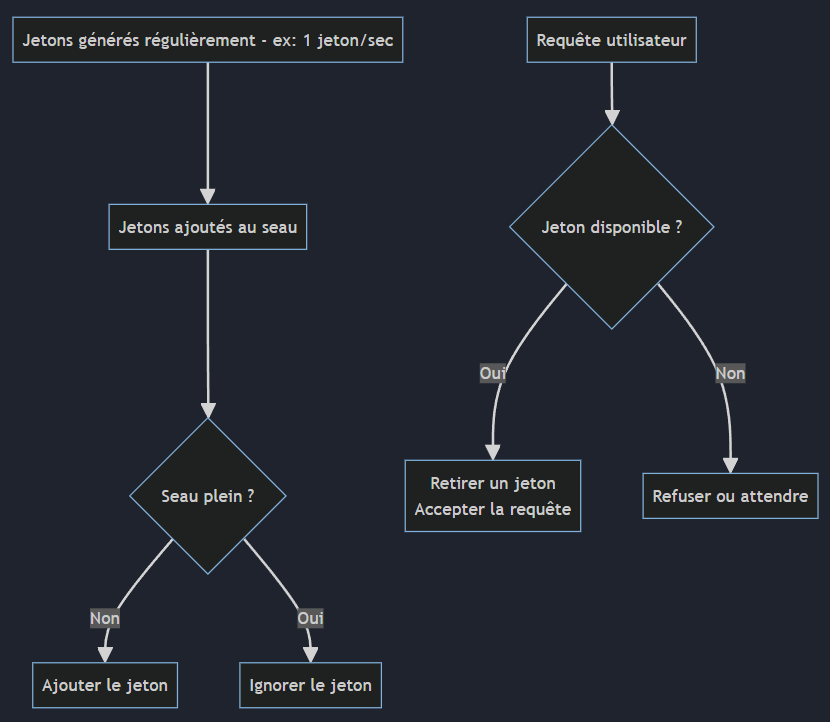 Jetons générés régulièrement - ex: 1 jeton/sec
Jetons ajoutés au seau
Seau plein ?
Non
Oui
Ajouter le jeton
Ignorer le jeton
Requête utilisateur
Jeton disponible ?
Oui
Non
Retirer un jeton
Accepter la requête
Refuser ou attendre